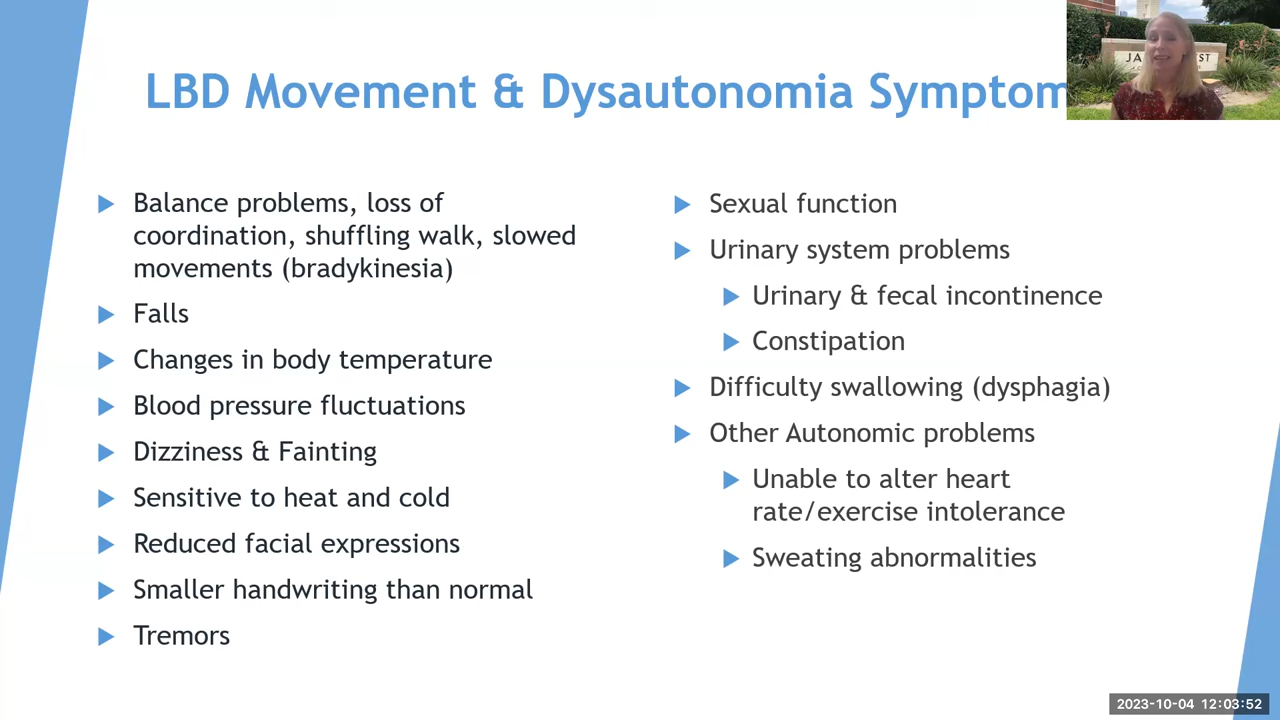 LBD Movement & Dysautonomia Symptom
Balance problems, loss of
coordination, shuffling walk, slowed
movements (bradykinesia)
Falls
Changes in body temperature
Blood pressure fluctuations
Dizziness & Fainting
Sensitive to heat and cold
Reduced facial expressions
Smaller handwriting than normal
Tremors
Sexual function
Urinary system problems
Urinary & fecal incontinence
Constipation
Difficulty swallowing (dysphagia)
Other Autonomic problems
Unable to alter heart
rate/exercise intolerance
Sweating abnormalities
2023-10-04 12:03:52